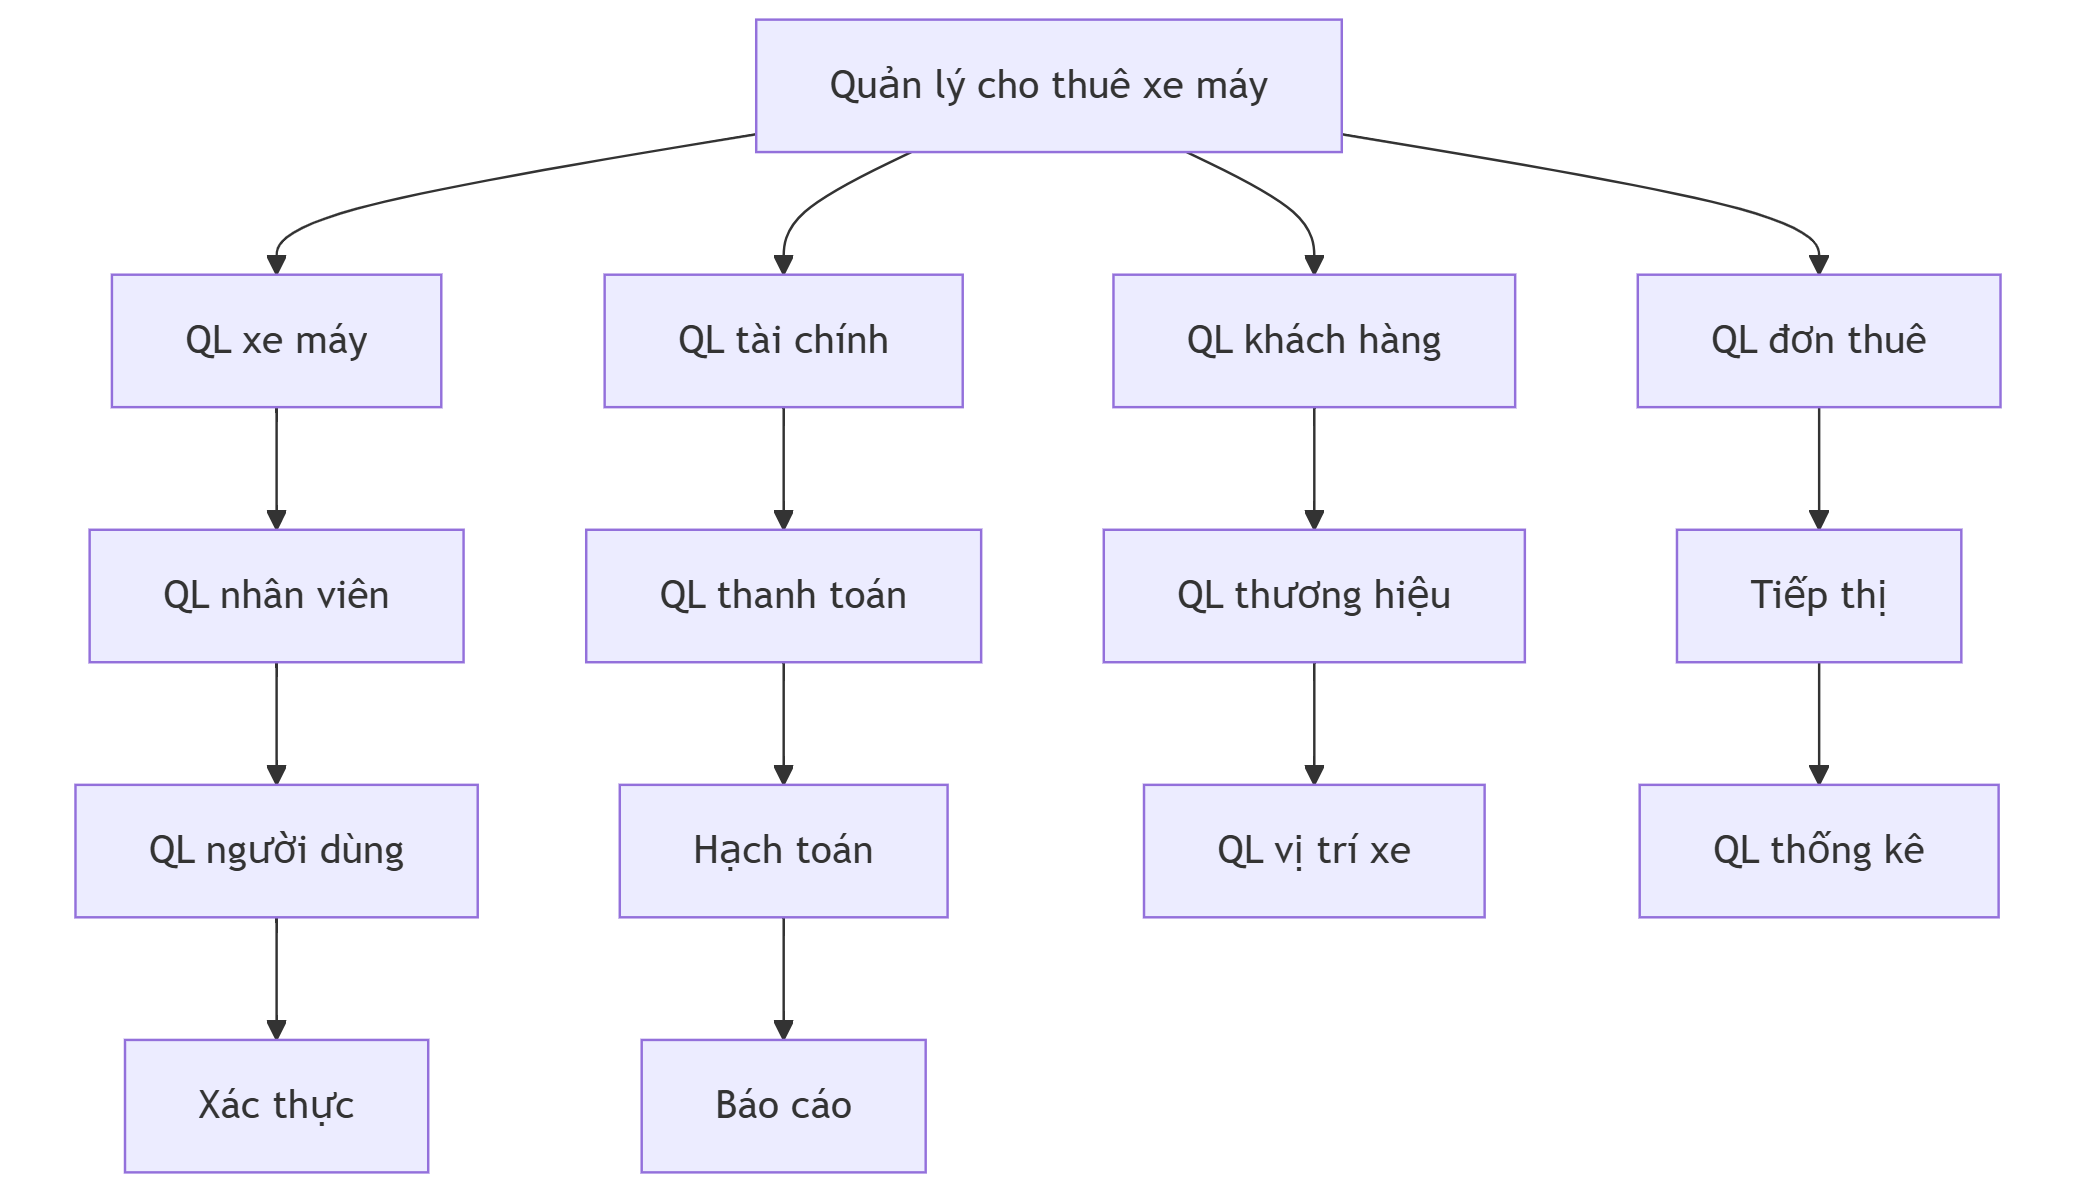 Quản lý cho thuê xe máy
QL xe máy
QL tài chính
QL khách hàng
QL đơn thuê
QL nhân viên
QL thanh toán
QL thương hiệu
Tiếp thị
QL người dùng
Hạch toán
QL vị trí xe
QL thống kê
Xác thực
Báo cáo